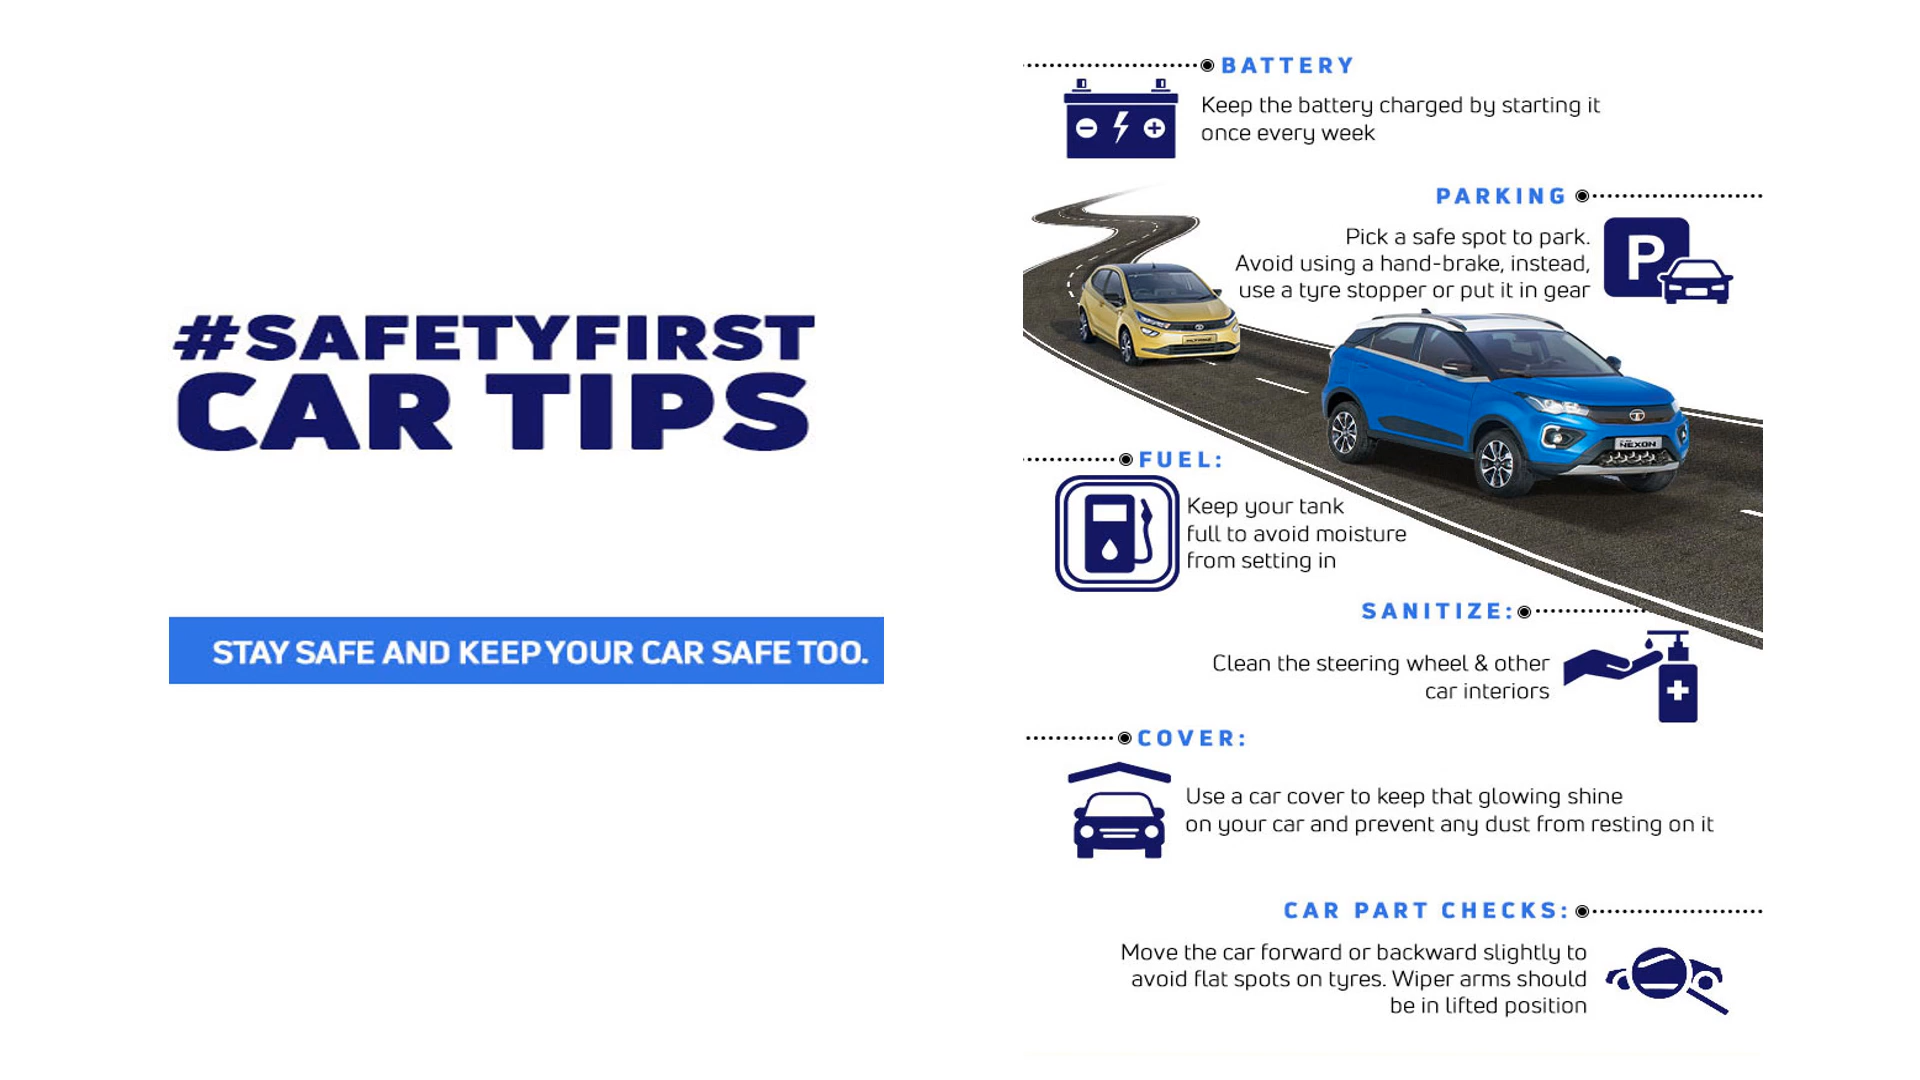 #SAFETYFIRST
CAR TIPS
STAY SAFE AND KEEP YOUR CAR SAFE TOO.
BATTERY
Keep the battery charged by starting it
once every week
PARKING
Pick a safe spot to park.
Avoid using a hand-brake, instead,
use a tyre stopper or put it in gear
P
ALTROZ
NEXON
FUEL:
Keep your tank
full to avoid moisture
from setting in
SANITIZE:
Clean the steering wheel & other
car interiors
COVER:
Use a car cover to keep that glowing shine
on your car and prevent any dust from resting on it
CAR PART CHECKS:
Move the car forward or backward slightly to
avoid flat spots on tyres. Wiper arms should
be in lifted position